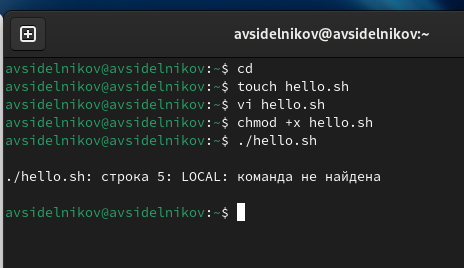 avsidelnikov@avsidelnikov:~
avsidelnikov@avsidelnikov:~$ cd
avsidelnikov@avsidelnikov:~$ touch hello.sh
avsidelnikov@avsidelnikov:~$ vi hello.sh
avsidelnikov@avsidelnikov:~$ chmod +x hello.sh
avsidelnikov@avsidelnikov:~$ ./hello.sh
./hello.sh: строка 5: LOCAL: команда не найдена
avsidelnikov@avsidelnikov:~$